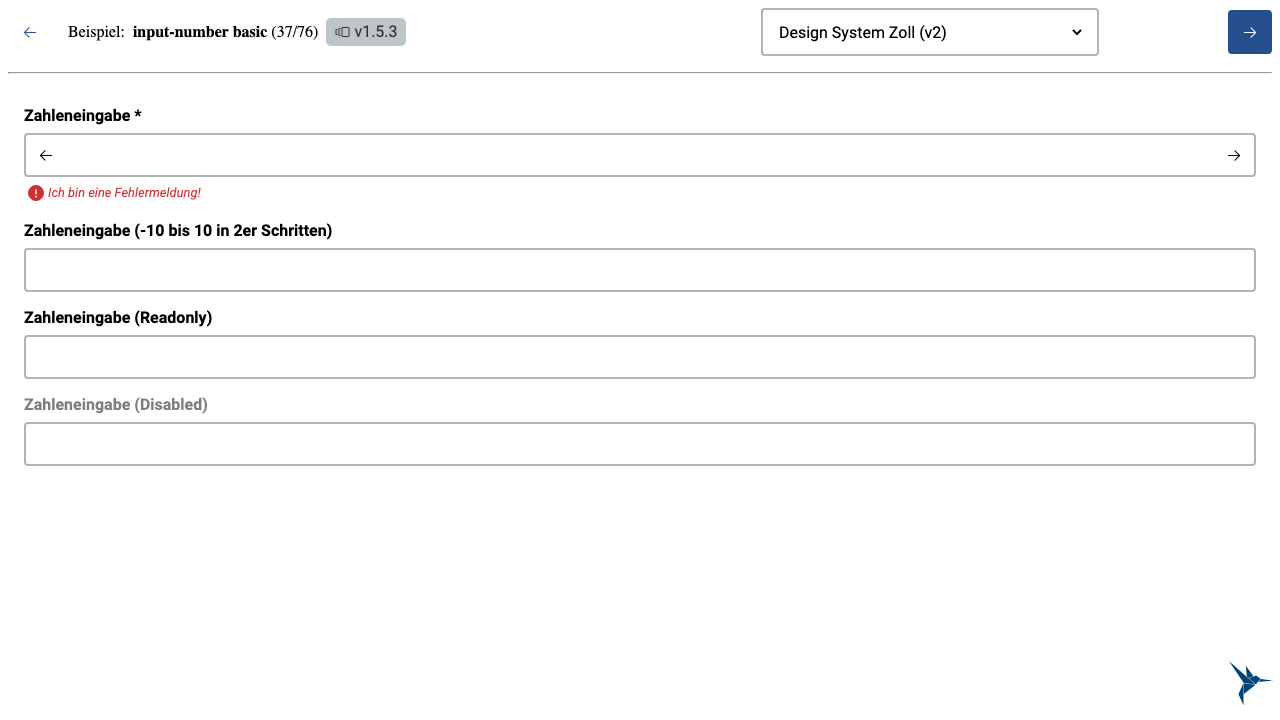 Beispiel: input-number basic (37/76) v1.5.3 Design System Zoll (v2)
Zahleneingabe *
Ich bin eine Fehlermeldung!
Zahleneingabe (-10 bis 10 in 2er Schritten)
Zahleneingabe (Readonly)
Zahleneingabe (Disabled)